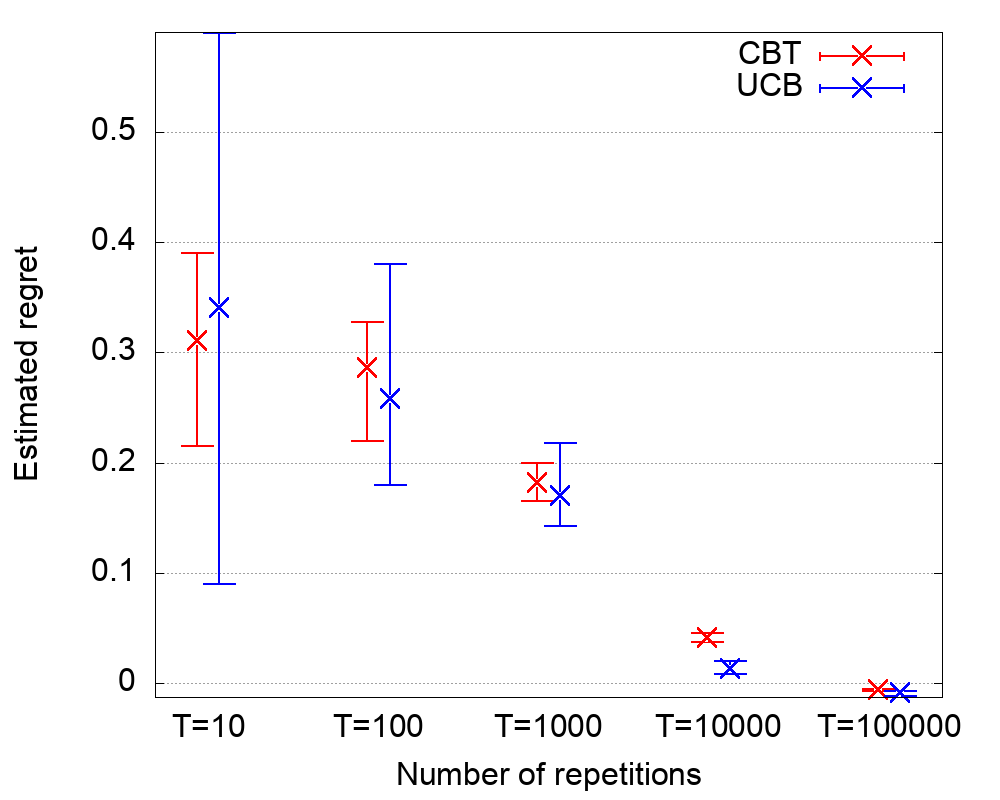 CBT
UCB
0.5
0.4
0.3
0.2
0.1
0
Estimated regret
T=10 T=100 T=1000 T=10000 T=100000
Number of repetitions